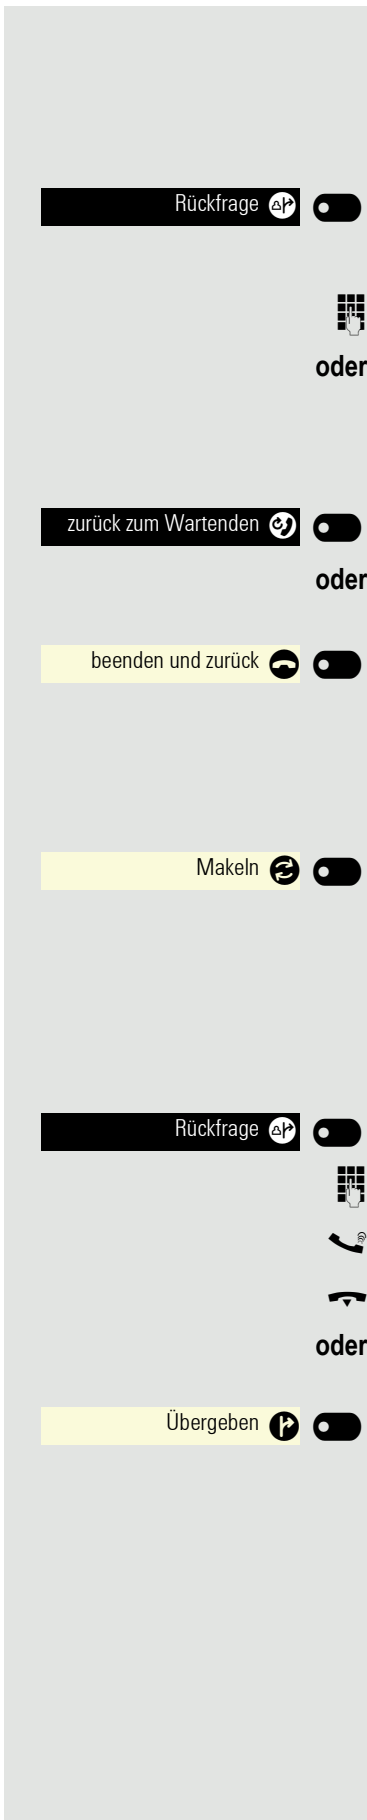 Rückfrage
oder
zurück zum Wartenden
oder
beenden und zurück
Makeln
Rückfrage
oder
Übergeben